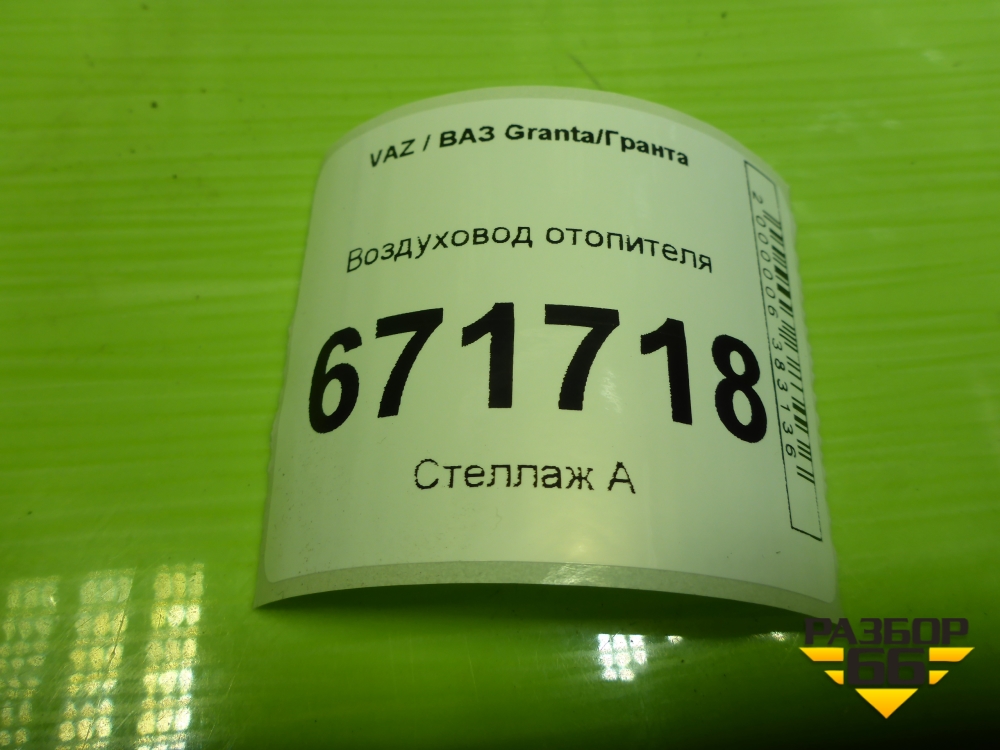 VAZ / ВАЗ Granta/Гранта
Воздуховод отопителя
671718
Стеллаж А
2000006383136
РАЗБОР
66